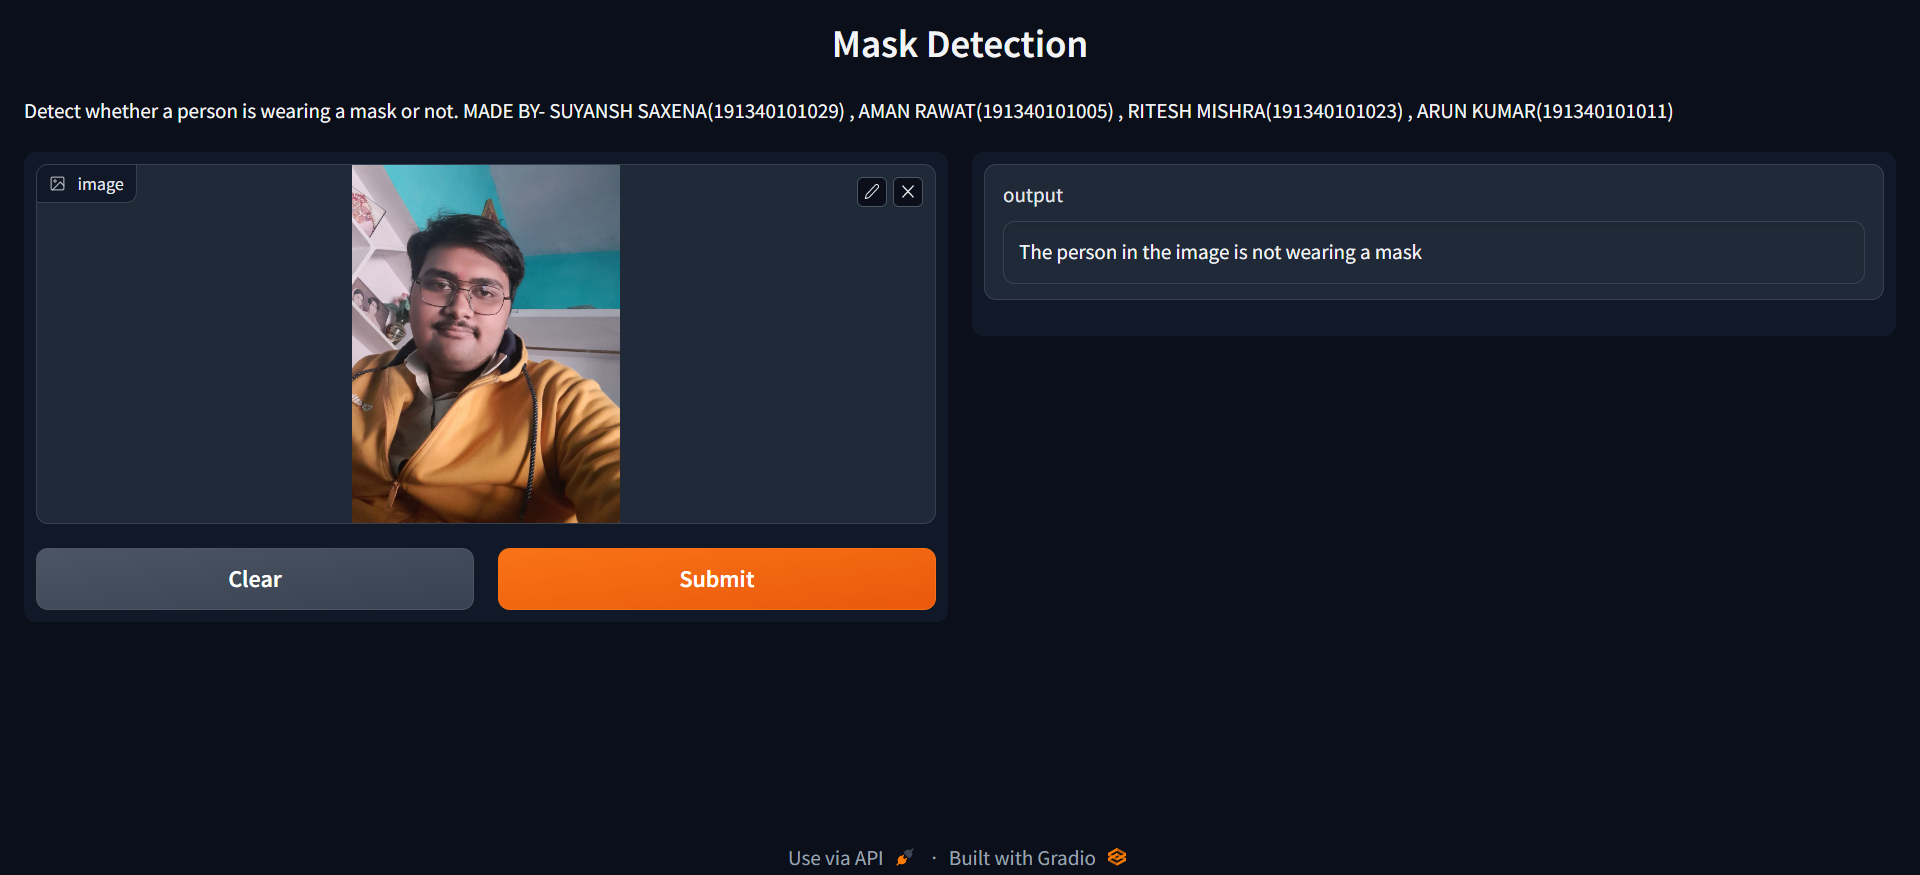 Mask Detection
Detect whether a person is wearing a mask or not. MADE BY- SUYANSH SAXENA(191340101029) , AMAN RAWAT(191340101005) , RITESH MISHRA(191340101023) , ARUN KUMAR(191340101011)
image
output
The person in the image is not wearing a mask
Clear
Submit
Use via API · Built with Gradio